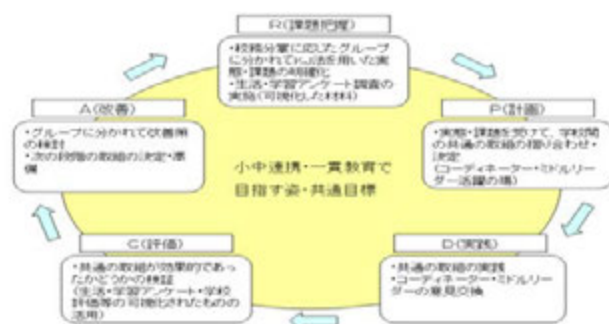 R(課題把握)
・校務分掌に応じたグループ
に分かれてKJ法を用いた実
態・課題の明確化
・生活・学習アンケート調査の
実施(可視化した材料)
A(改善)
・グループに分かれて改善策
の検討
・次の段階の取組の決定・準
備
P(計画)
・実態・課題を受けて、学校間
の共通の取組の摺り合わせ・
決定
(コーディネーター・ミドルリー
ダー活躍の場)
小中連携・一貫教育で
目指す姿・共通目標
C(評価)
・共通の取組が効果的であっ
たかどうかの検証
(生活・学習アンケート・学校
評価等の可視化されたものの
活用)
D(実践)
・共通の取組の実践
・コーディネーター・ミドルリー
ダーの意見交換